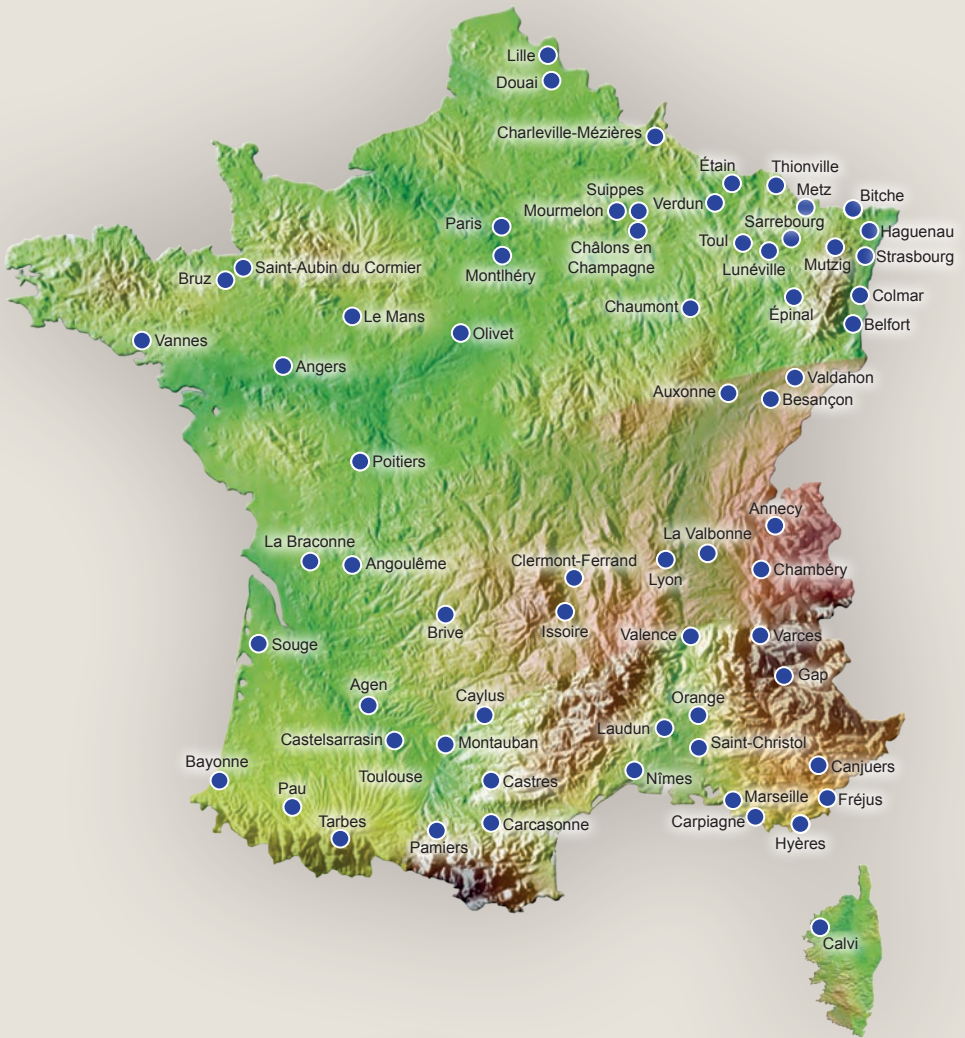 Lille
Douai
Charleville-Mézières
Étain
Thionville
Suippes
Metz
Bitche
Mourmelon
Verdun
Paris
Sarrebourg
Haguenau
Toul
Châlons en
Champagne
Strasbourg
Montlhéry
Lunéville
Mutzig
Saint-Aubin du Cormier
Bruz
Colmar
Chaumont
Épinal
Le Mans
Belfort
Olivet
Vannes
Angers
Valdahon
Auxonne
Besançon
Poitiers
Annecy
La Valbonne
La Braconne
Clermont-Ferrand
Angoulême
Chambéry
Lyon
Brive
Issoire
Valence
Varces
Souge
Gap
Agen
Caylus
Orange
Laudun
Castelsarrasin
Montauban
Saint-Christol
Bayonne
Canjuers
Toulouse
Nîmes
Castres
Pau
Marseille
Fréjus
Tarbes
Carpiagne
Carcasonne
Hyères
Pamiers
Calvi